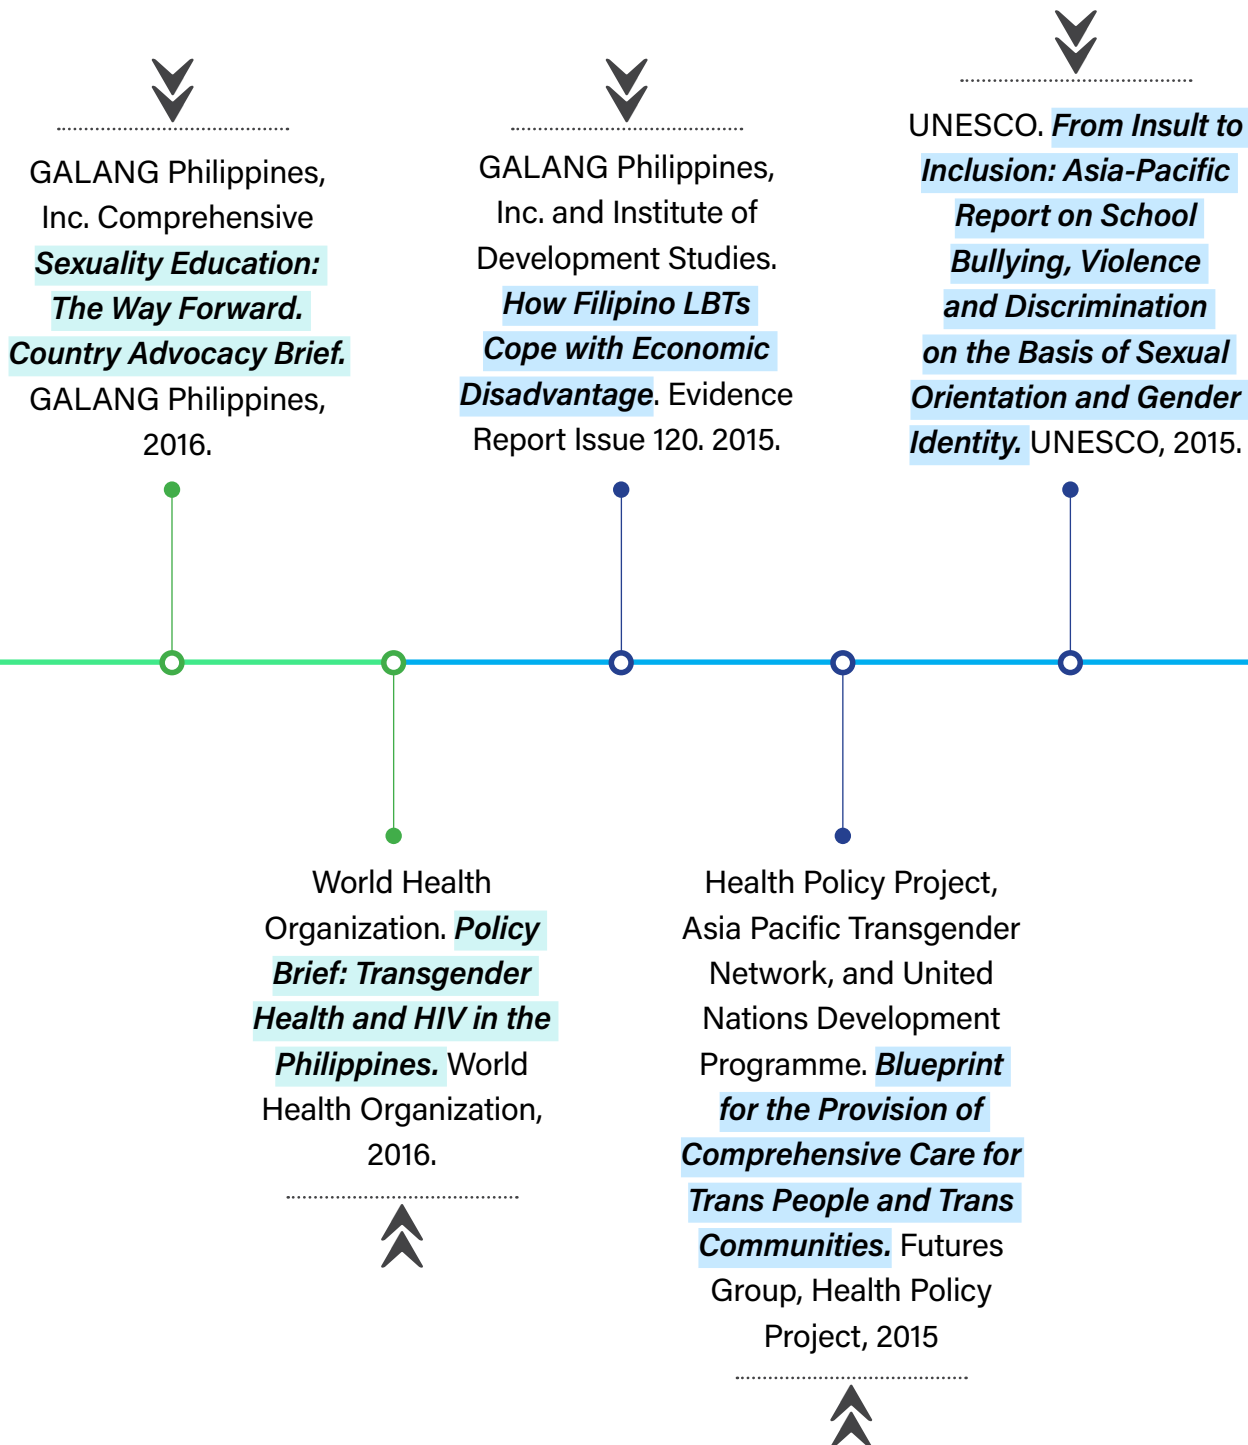 GALANG Philippines,
Inc. Comprehensive
Sexuality Education:
The Way Forward.
Country Advocacy Brief.
GALANG Philippines,
2016.
GALANG Philippines,
Inc. and Institute of
Development Studies.
How Filipino LBTs
Cope with Economic
Disadvantage. Evidence
Report Issue 120. 2015.
UNESCO. From Insult to
Inclusion: Asia-Pacific
Report on School
Bullying, Violence
and Discrimination
on the Basis of Sexual
Orientation and Gender
Identity. UNESCO, 2015.
World Health
Organization. Policy
Brief: Transgender
Health and HIV in the
Philippines. World
Health Organization,
2016.
Health Policy Project,
Asia Pacific Transgender
Network, and United
Nations Development
Programme. Blueprint
for the Provision of
Comprehensive Care for
Trans People and Trans
Communities. Futures
Group, Health Policy
Project, 2015